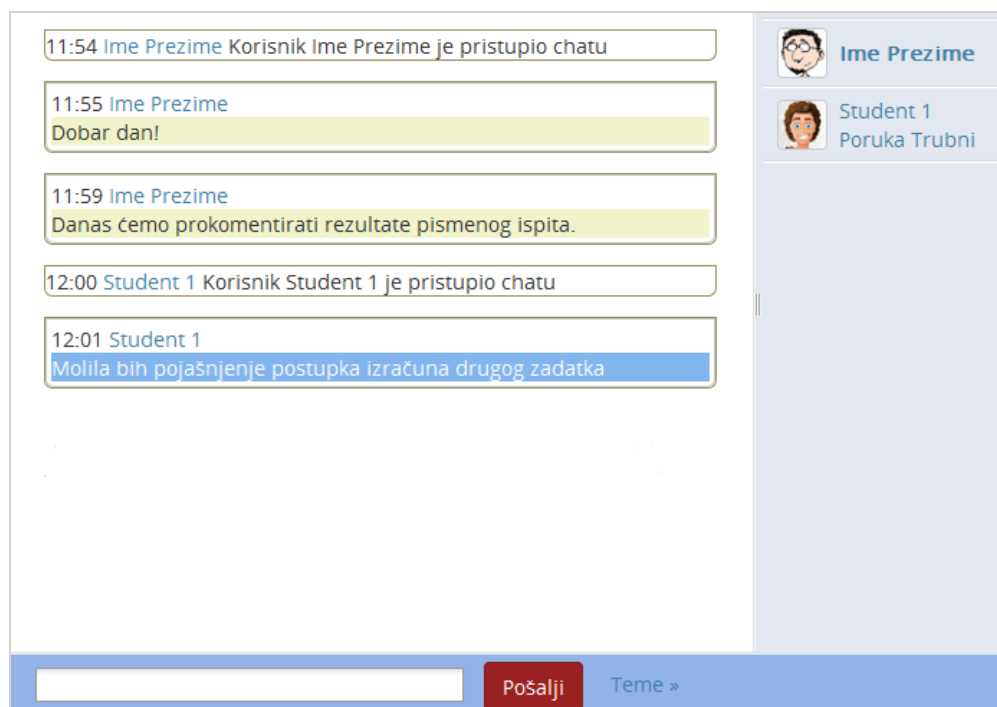 11:54 Ime Prezime Korisnik Ime Prezime je pristupio chatu
11:55 Ime Prezime
Dobar dan!
11:59 Ime Prezime
Danas ćemo prokomentirati rezultate pismenog ispita.
12:00 Student 1 Korisnik Student 1 je pristupio chatu
12:01 Student 1
Molila bih pojašnjenje postupka izračuna drugog zadatka
Ime Prezime
Student 1
Poruka Trubni
Pošalji
Teme »